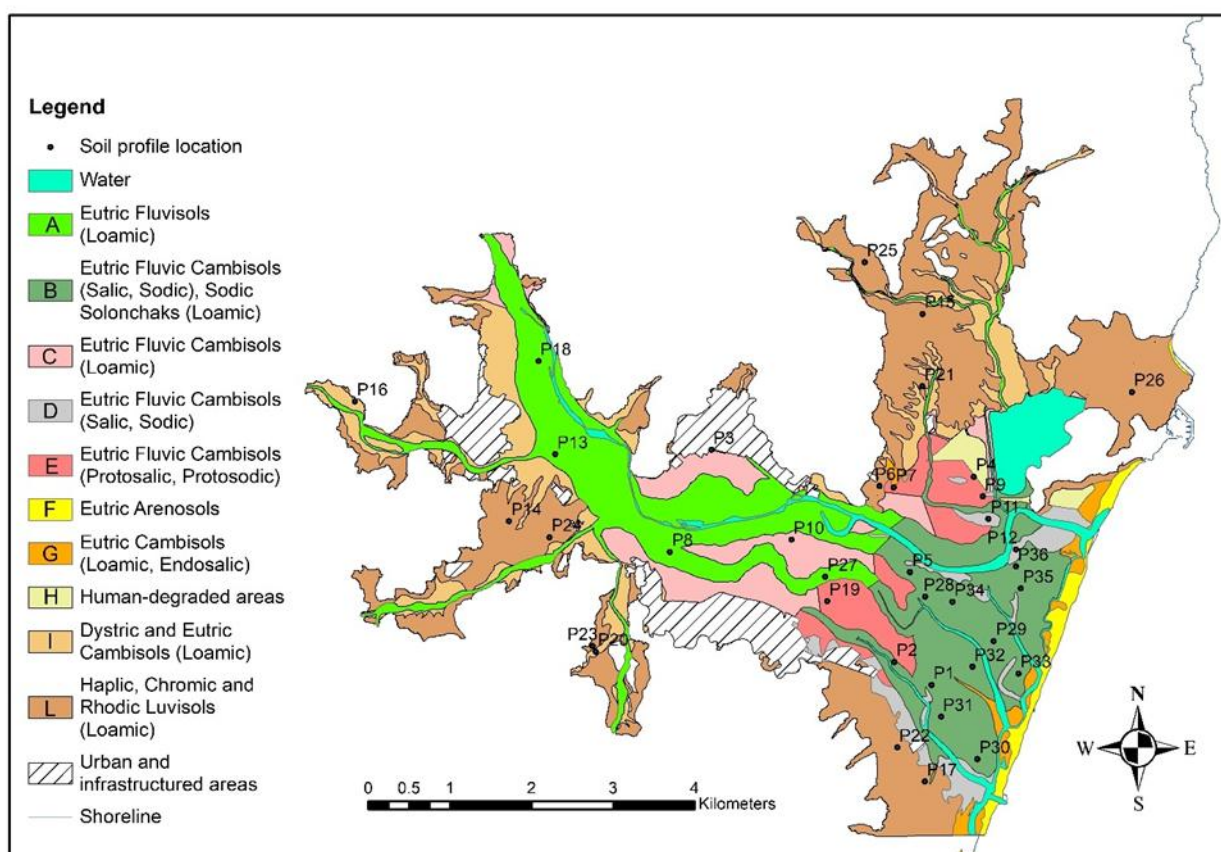 Legend
Soil profile location
Water
A
Eutric Fluvisols
(Loamic)
B
Eutric Fluvic Cambisols
(Salic, Sodic), Sodic
Solonchaks (Loamic)
C
Eutric Fluvic Cambisols
(Loamic)
D
Eutric Fluvic Cambisols
(Salic, Sodic)
E
Eutric Fluvic Cambisols
(Protosalic, Protosodic)
F
Eutric Arenosols
G
Eutric Cambisols
(Loamic, Endosalic)
H
Human-degraded areas
I
Dystric and Eutric
Cambisols (Loamic)
L
Haplic, Chromic and
Rhodic Luvisols
(Loamic)
Urban and
infrastructured areas
Shoreline
P25
P15
P18
P21
P26
P16
P3
P13
P4
P6
P7
P9
P14
P11
P24
P10
P12
P8
P36
P5
P27
P35
P28
P34
P19
P29
P23
P20
P2
P32
P33
P1
P31
P22
P30
P17
N
W
E
S
0 0.5 1 2 3 4
Kilometers